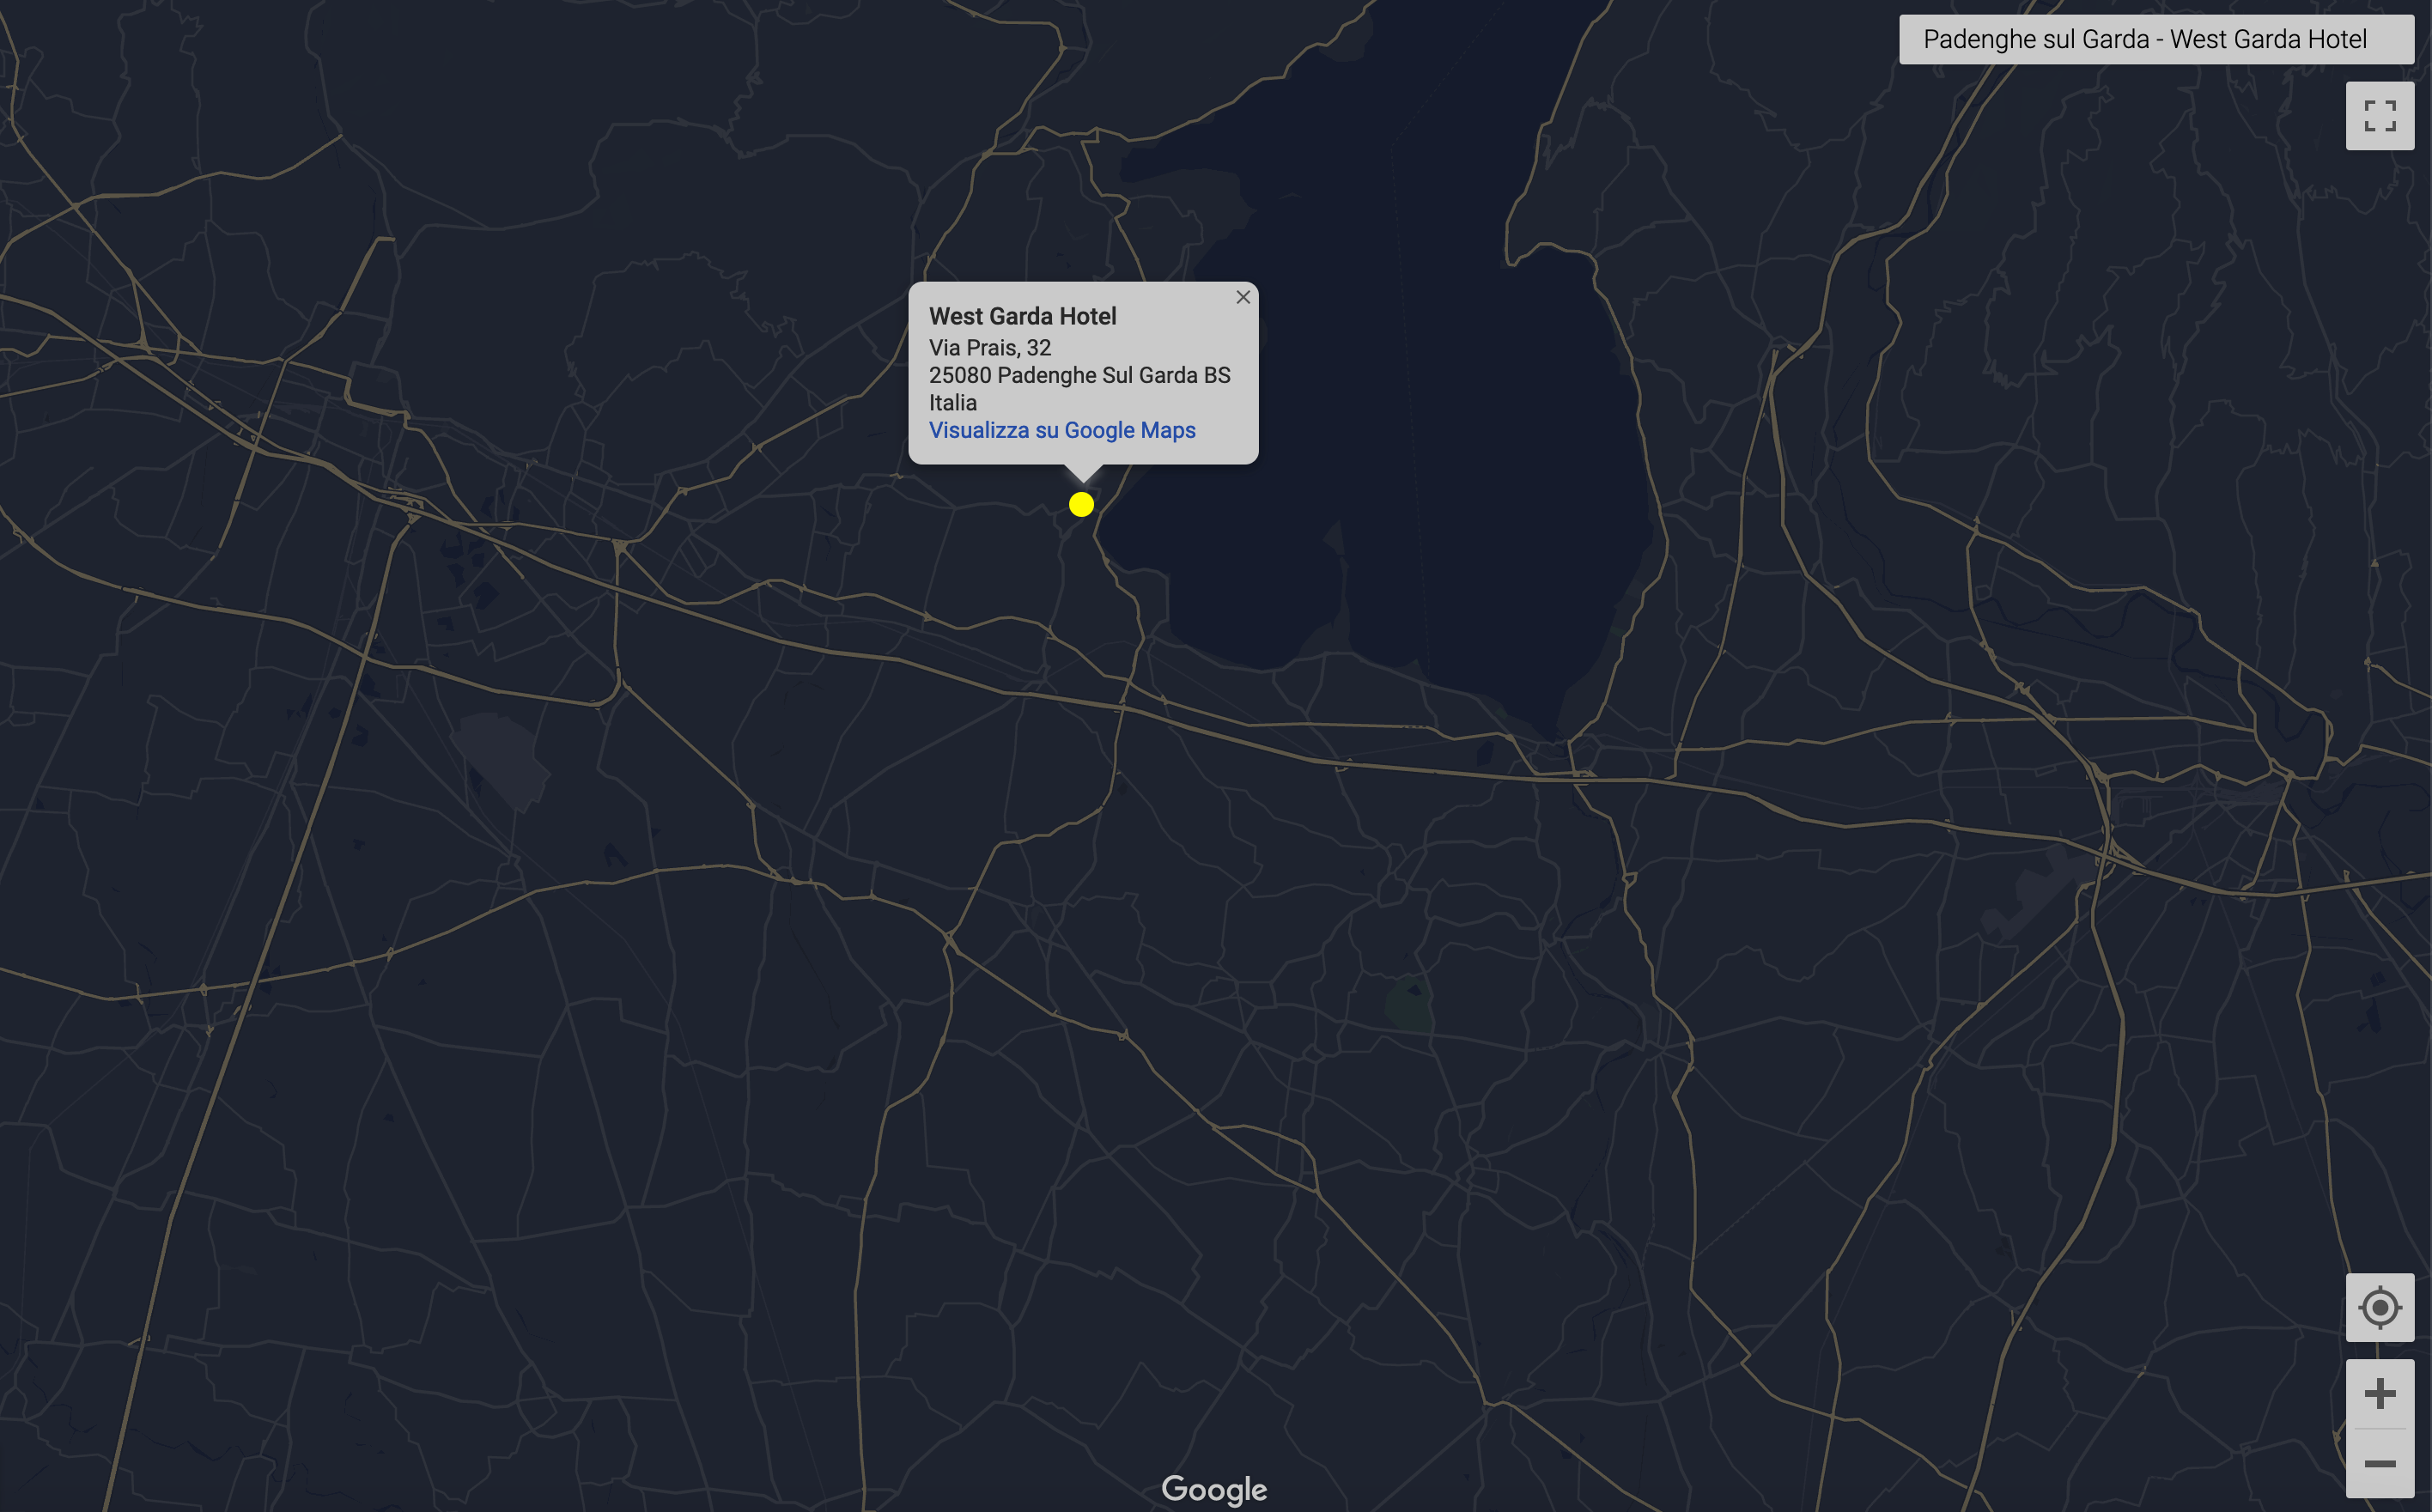 Padenghe sul Garda - West Garda Hotel
West Garda Hotel
Via Prais, 32
25080 Padenghe Sul Garda BS
Italia
Visualizza su Google Maps
Google